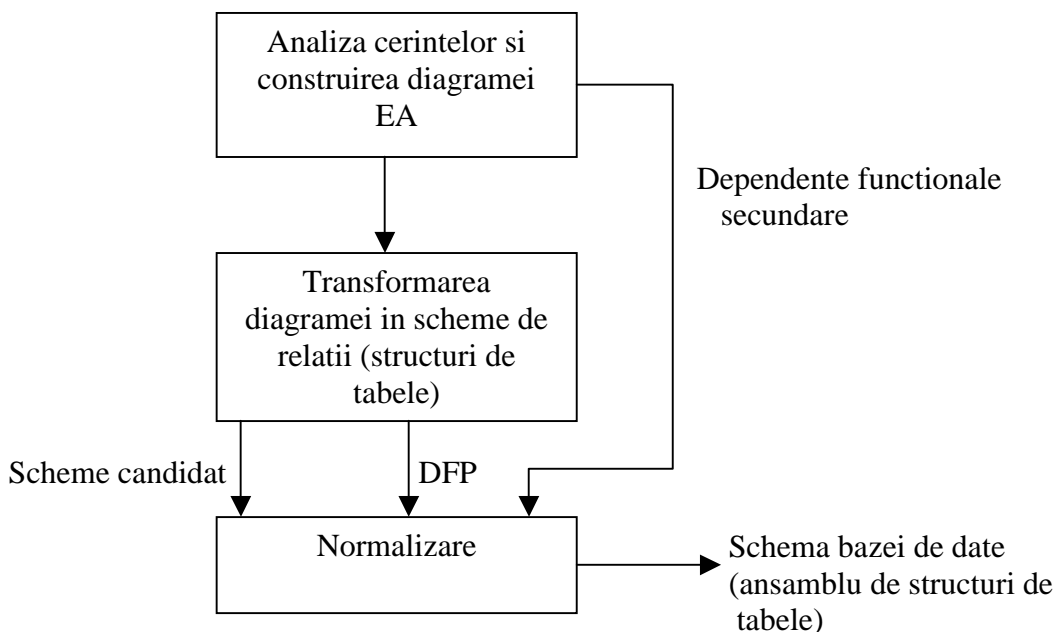 Analiza cerintelor si
construirea diagramei
EA
Dependente functionale
secundare
Transformarea
diagramei in scheme de
relatii (structuri de
tabele)
Scheme candidat
DFP
Normalizare
Schema bazei de date
(ansamblu de structuri de
tabele)